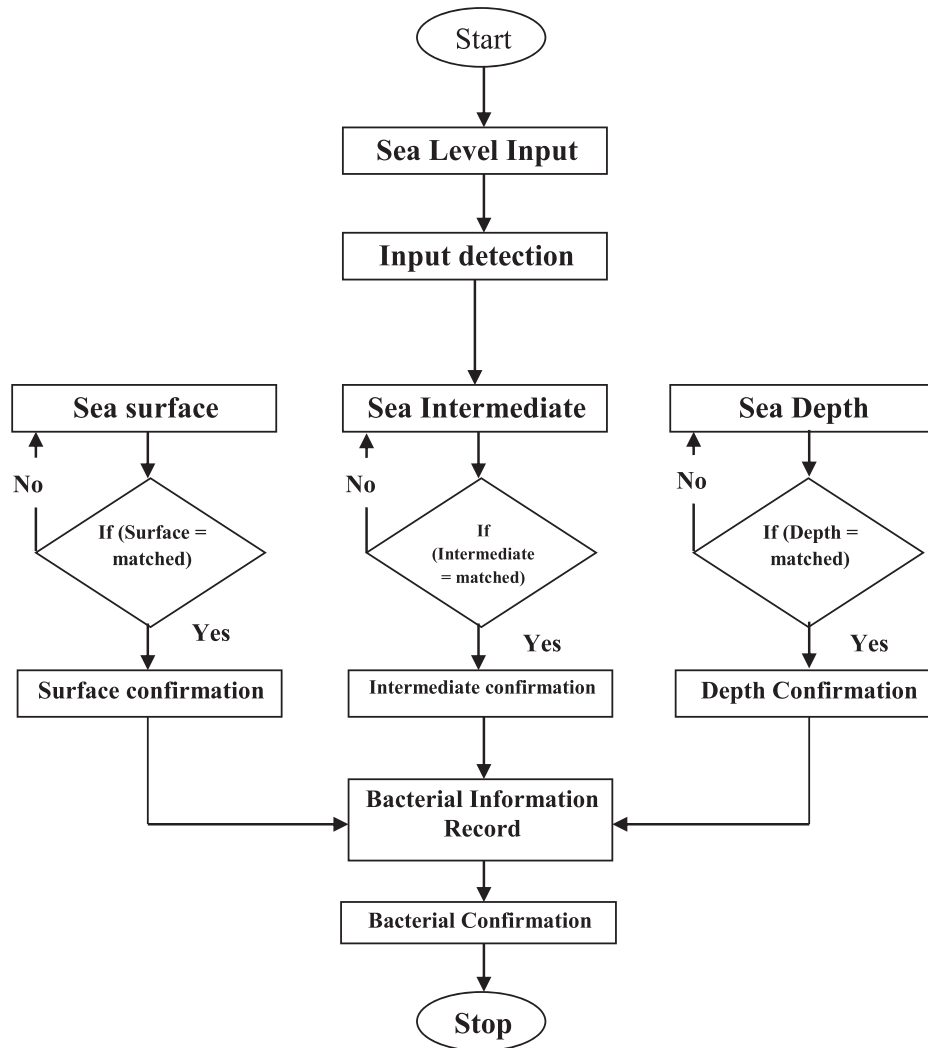 Start
Sea Level Input
Input detection
Sea surface
Sea Intermediate
Sea Depth
No
No
No
If (Surface =
matched)
If
(Intermediate
= matched)
If (Depth =
matched)
Yes
Yes
Yes
Surface confirmation
Intermediate confirmation
Depth Confirmation
Bacterial Information
Record
Bacterial Confirmation
Stop